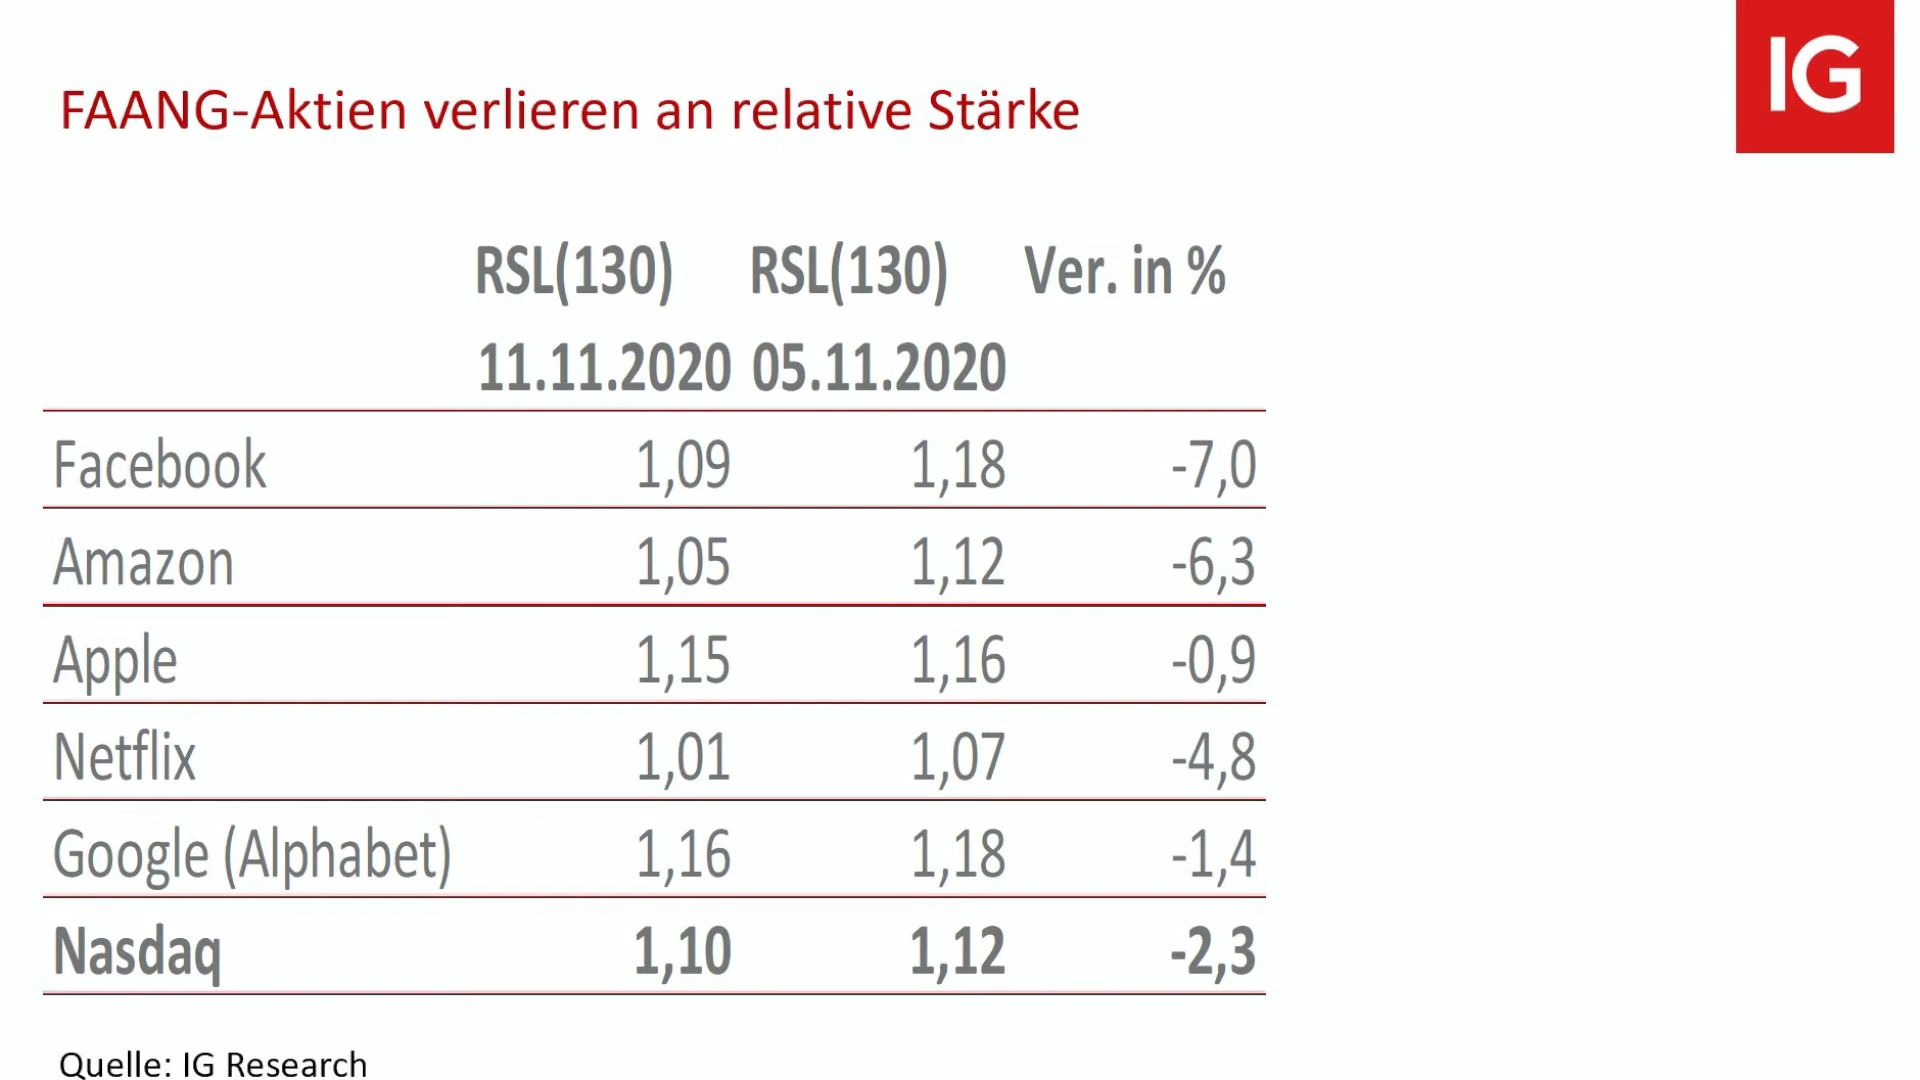 IG
FAANG-Aktien verlieren an relative Stärke
RSL(130) RSL(130) Ver. in %
11.11.2020 05.11.2020
Facebook 1,09 1,18 -7,0
Amazon 1,05 1,12 -6,3
Apple 1,15 1,16 -0,9
Netflix 1,01 1,07 -4,8
Google (Alphabet) 1,16 1,18 -1,4
Nasdaq 1,10 1,12 -2,3
Quelle: IG Research